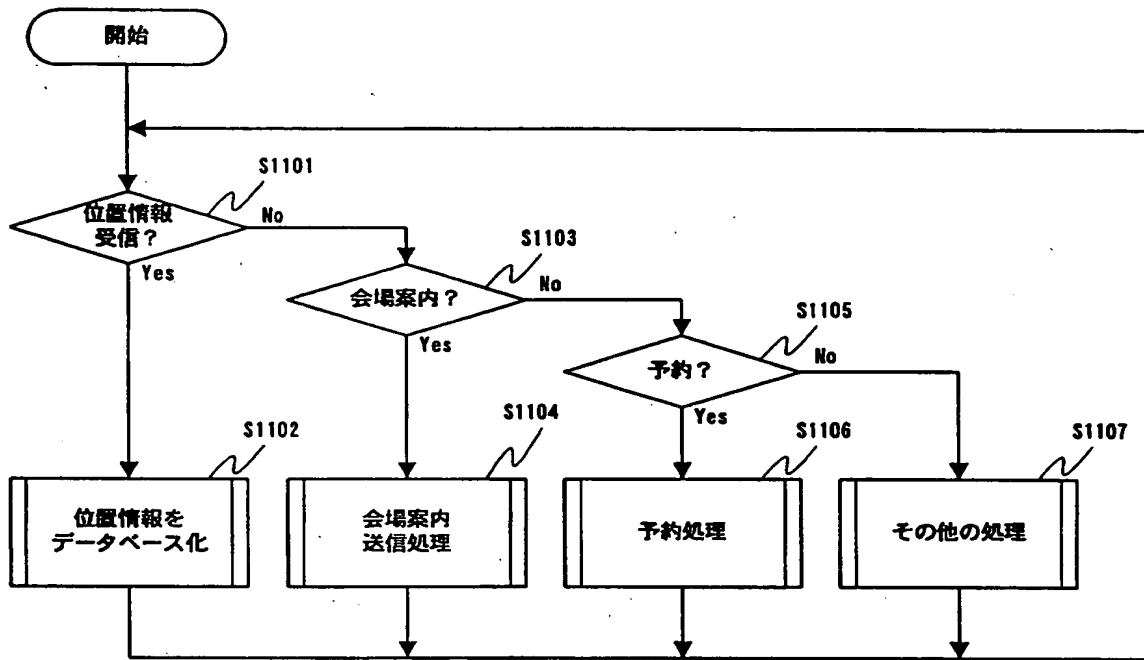 開始
S1101
位置情報
受信?
No
Yes
S1103
会場案内?
No
Yes
S1105
予約?
No
Yes
S1102
位置情報を
データベース化
S1104
会場案内
送信処理
S1106
予約処理
S1107
その他の処理